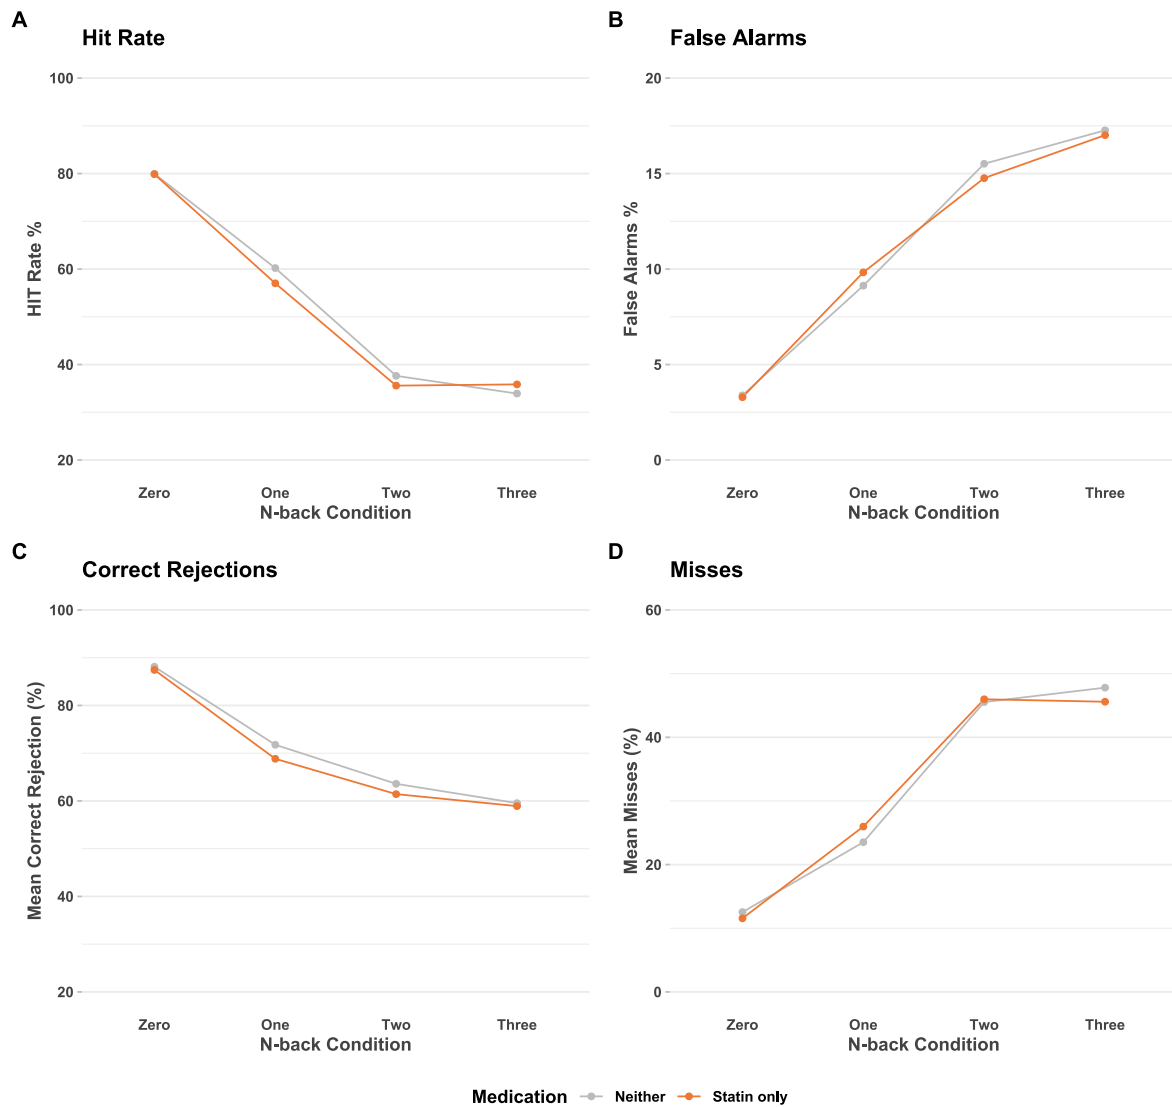 A
Hit Rate
100
80
60
40
20
HIT Rate %
Zero One Two Three
N-back Condition
B
False Alarms
20
15
10
5
0
False Alarms %
Zero One Two Three
N-back Condition
C
Correct Rejections
100
80
60
40
20
Mean Correct Rejection (%)
Zero One Two Three
N-back Condition
D
Misses
60
40
20
0
Mean Misses (%)
Zero One Two Three
N-back Condition
Medication Neither Statin only